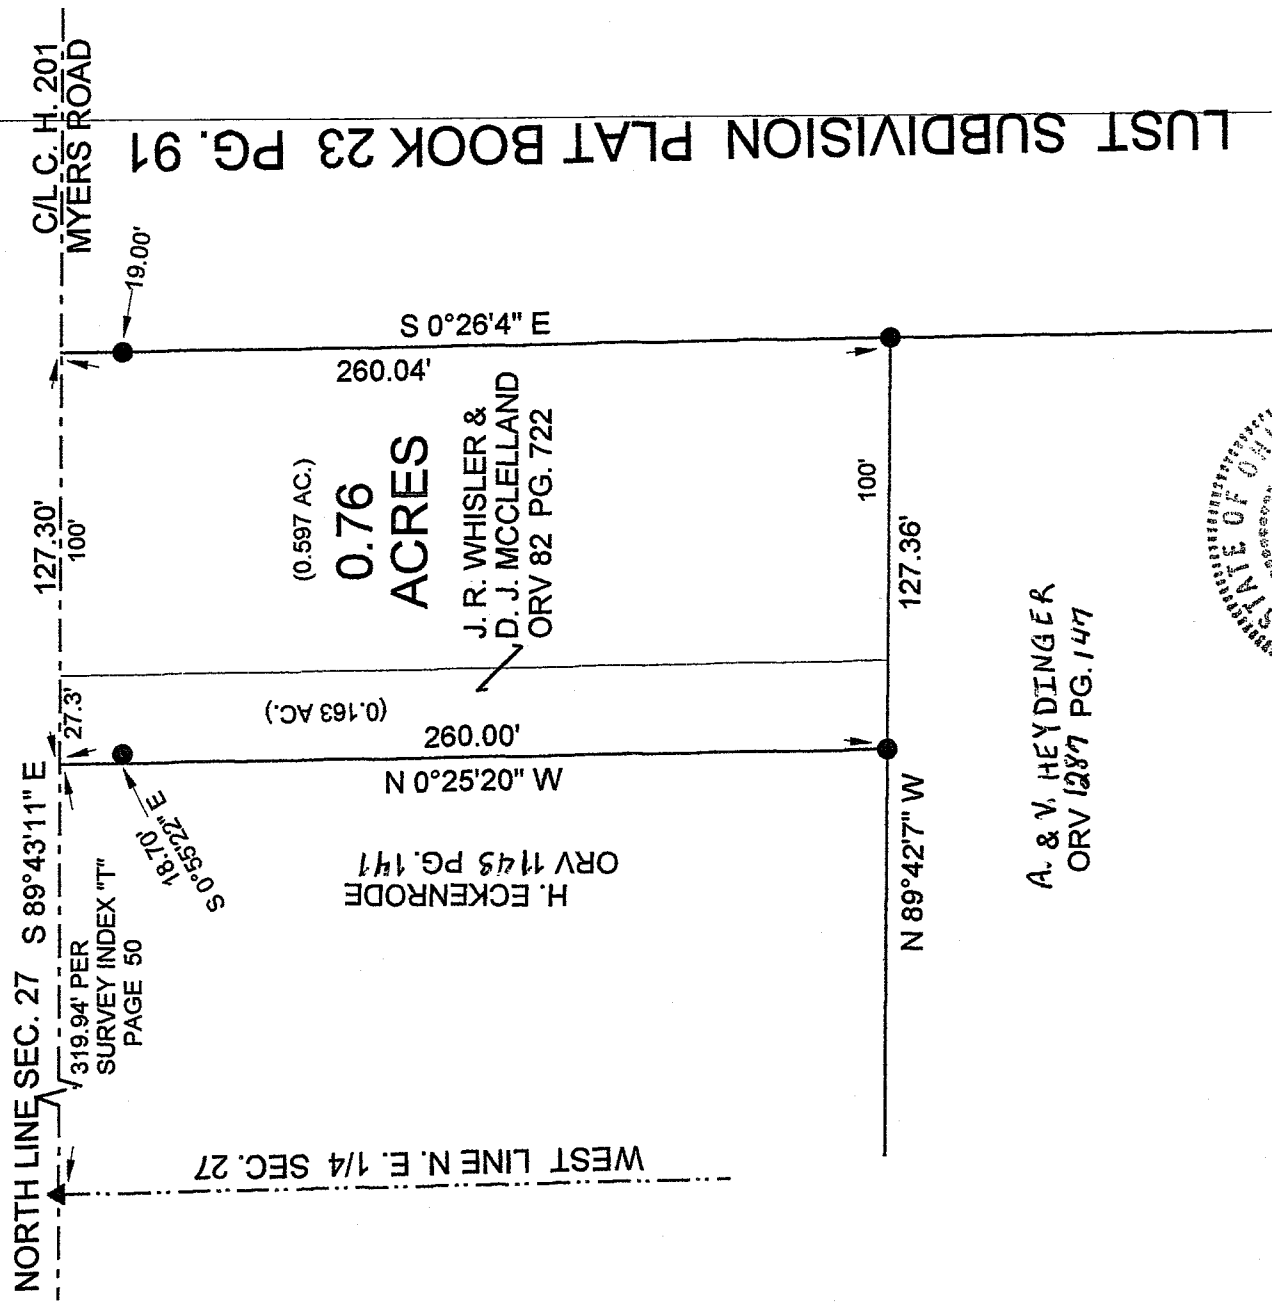 NORTH LINE SEC. 27 S 89°43'11" E
C/L C. H. 201
MYERS ROAD
127.30'
100'
27.3'
319.94' PER
SURVEY INDEX "T"
PAGE 50
18.70'
S 0°55'22" E
19.00'
S 0°26'4" E
260.04'
(0.597 AC.)
0.76
ACRES
J. R. WHISLER &
D. J. MCCLELLAND
ORV 82 PG. 722
(0.163 AC.)
260.00'
N 0°25'20" W
H. ECKENRODE
ORV 1148 PG. 141
WEST LINE N. E. 1/4 SEC. 27
100'
127.36'
N 89°42'7" W
A. & V. HEYDINGER
ORV 1287 PG. 147
LUST SUBDIVISION PLAT BOOK 23 PG. 91
STATE OF OHI